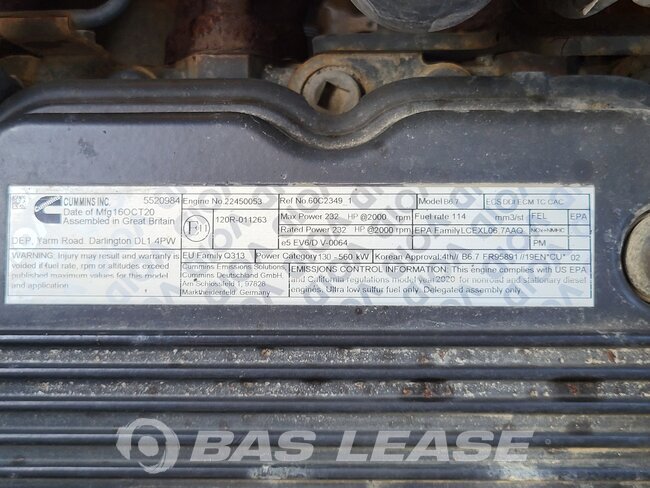 CUMMINS INC. 5520984
Date of Mfg16OCT20
Assembled in Great Britain
DEP, Yarm Road, Darlington DL1 4PW
WARNING: Injury may result and warranty is
voided if fuel rate, rpm or altitudes exceed
published maximum values for this
and application
Engine No.22450053 Ref No.60C2349 Model B6.7 ECS DDI ECM TC CAC
120R-011263
Max Power 232 HP @2000 rpm Fuel rate 114 mm3/st FEL EPA
Rated Power 232 HP @2000 rpm EPA Family LCEXL06.7AAQ NOx+NMHC
e5 EV6/D V-0064 PM
EU Family Q313 Power Category 130 - 560 kW Korean Approval:4th// B6.7 FR95891//19EN"CU" 02
Cummins Emissions Solutions,
Cummins Deutschland GmbH
Am Schlossfeld 1, 97828
Marktheidenfeld, Germany
EMISSIONS CONTROL INFORMATION: This engine complies with US EPA
and California regulations model year 2020 for nonroad and stationary diesel
engines. Ultra low sulfur fuel only. Delegated assembly only.
BAS LEASE